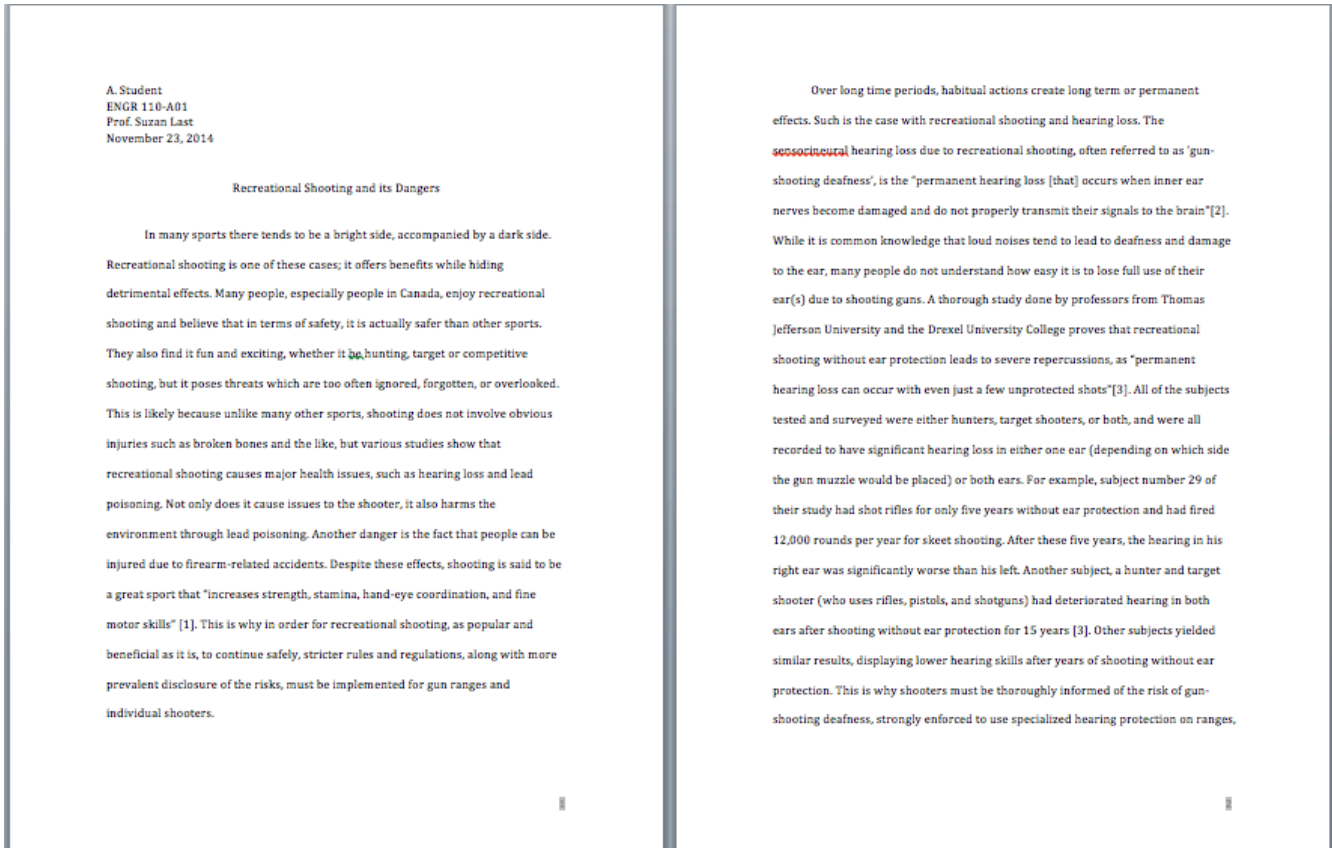 A. Student
ENGR 110-A01
Prof. Suzan Last
November 23, 2014
Recreational Shooting and its Dangers
In many sports there tends to be a bright side, accompanied by a dark side.
Recreational shooting is one of these cases; it offers benefits while hiding
detrimental effects. Many people, especially people in Canada, enjoy recreational
shooting and believe that in terms of safety, it is actually safer than other sports.
They also find it fun and exciting, whether it be hunting, target or competitive
shooting, but it poses threats which are too often ignored, forgotten, or overlooked.
This is likely because unlike many other sports, shooting does not involve obvious
injuries such as broken bones and the like, but various studies show that
recreational shooting causes major health issues, such as hearing loss and lead
poisoning. Not only does it cause issues to the shooter, it also harms the
environment through lead poisoning. Another danger is the fact that people can be
injured due to firearm-related accidents. Despite these effects, shooting is said to be
a great sport that "increases strength, stamina, hand-eye coordination, and fine
motor skills" [1]. This is why in order for recreational shooting, as popular and
beneficial as it is, to continue safely, stricter rules and regulations, along with more
prevalent disclosure of the risks, must be implemented for gun ranges and
individual shooters.
1
Over long time periods, habitual actions create long term or permanent
effects. Such is the case with recreational shooting and hearing loss. The
sensorineural hearing loss due to recreational shooting, often referred to as 'gun-
shooting deafness', is the "permanent hearing loss [that] occurs when inner ear
nerves become damaged and do not properly transmit their signals to the brain"[2].
While it is common knowledge that loud noises tend to lead to deafness and damage
to the ear, many people do not understand how easy it is to lose full use of their
ear(s) due to shooting guns. A thorough study done by professors from Thomas
Jefferson University and the Drexel University College proves that recreational
shooting without ear protection leads to severe repercussions, as "permanent
hearing loss can occur with even just a few unprotected shots"[3]. All of the subjects
tested and surveyed were either hunters, target shooters, or both, and were all
recorded to have significant hearing loss in either one ear (depending on which side
the gun muzzle would be placed) or both ears. For example, subject number 29 of
their study had shot rifles for only five years without ear protection and had fired
12,000 rounds per year for skeet shooting. After these five years, the hearing in his
right ear was significantly worse than his left. Another subject, a hunter and target
shooter (who uses rifles, pistols, and shotguns) had deteriorated hearing in both
ears after shooting without ear protection for 15 years [3]. Other subjects yielded
similar results, displaying lower hearing skills after years of shooting without ear
protection. This is why shooters must be thoroughly informed of the risk of gun-
shooting deafness, strongly enforced to use specialized hearing protection on ranges,
2